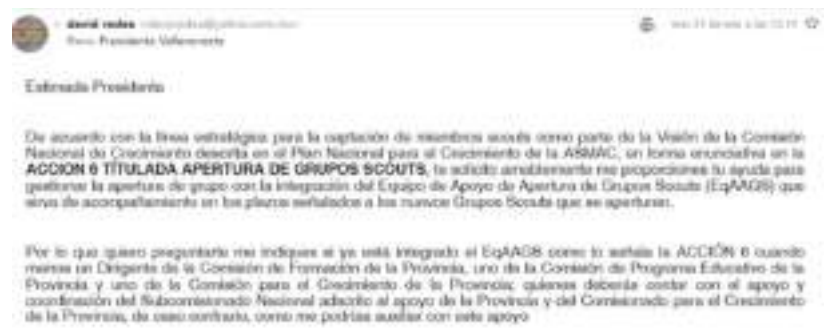 david rodea
Para: Presidente Vallenoreste
Estimada Presidenta
De acuerdo con la línea estratégica para la captación de miembros scouts como parte de la Visión de la Comisión
Nacional de Crecimiento descrita en el Plan Nacional para el Crecimiento de la ASMAC, en forma enunciativa en la
ACCION 6 TITULADA APERTURA DE GRUPOS SCOUTS, te solicito amablemente me proporciones tu ayuda para
gestionar la apertura de grupo con la integración del Equipo de Apoyo de Apertura de Grupos Scouts (EqAAGS) que
sirva de acompañamiento en los plazos señalados a los nuevos Grupos Scouts que se aperturen.
Por lo que quiero preguntarte me indiques si ya está integrado el EqAAGS como lo señala la ACCIÓN 6 cuando
menos un Dirigente de la Comisión de Formación de la Provincia, uno de la Comisión de Programa Educativo de la
Provincia y uno de la Comisión para el Crecimiento de la Provincia; quienes deberán contar con el apoyo y
coordinación del Subcomisionado Nacional adscrito al apoyo de la Provincia y del Comisionado para el Crecimiento
de la Provincia, de caso contrario, como me podrías auxiliar con este apoyo